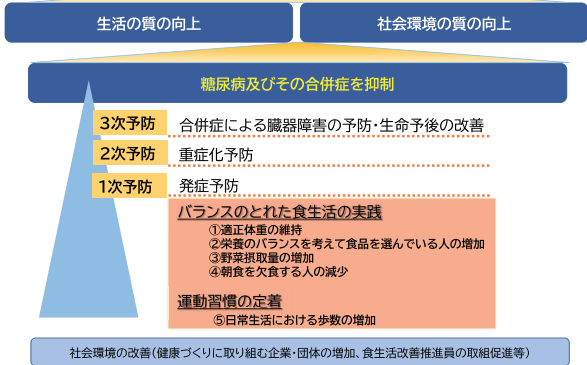 生活の質の向上
社会環境の質の向上
糖尿病及びその合併症を抑制
3次予防
合併症による臓器障害の予防・生命予後の改善
2次予防
重症化予防
1次予防
発症予防
バランスのとれた食生活の実践
①適正体重の維持
②栄養のバランスを考えて食品を選んでいる人の増加
③野菜摂取量の増加
④朝食を欠食する人の減少
運動習慣の定着
⑤日常生活における歩数の増加
社会環境の改善(健康づくりに取り組む企業・団体の増加、食生活改善推進員の取組促進等)